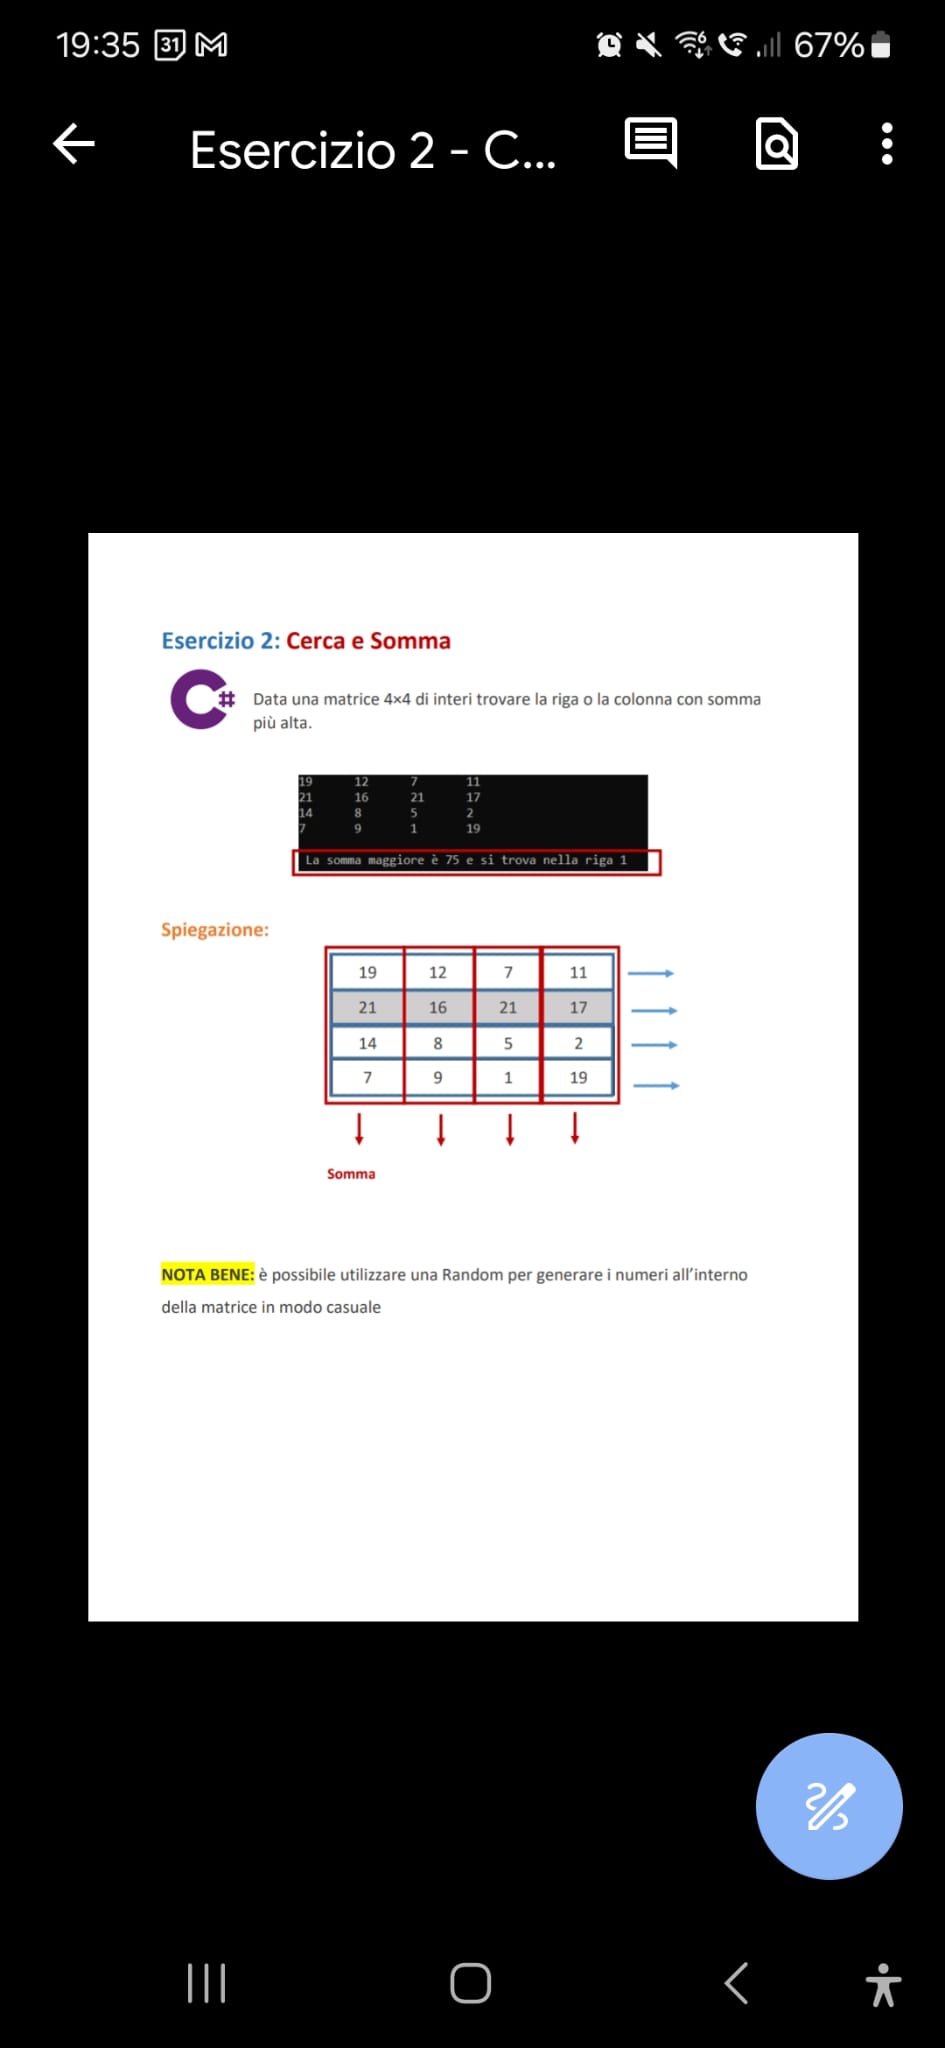 19:35 31 67%
Esercizio 2 - C...
Esercizio 2: Cerca e Somma
C# Data una matrice 4×4 di interi trovare la riga o la colonna con somma
più alta.
19 12 7 11
21 16 21 17
14 8 5 2
7 9 1 19
La somma maggiore è 75 e si trova nella riga 1
Spiegazione:
19 12 7 11
21 16 21 17
14 8 5 2
7 9 1 19
Somma
NOTA BENE: è possibile utilizzare una Random per generare i numeri all'interno
della matrice in modo casuale